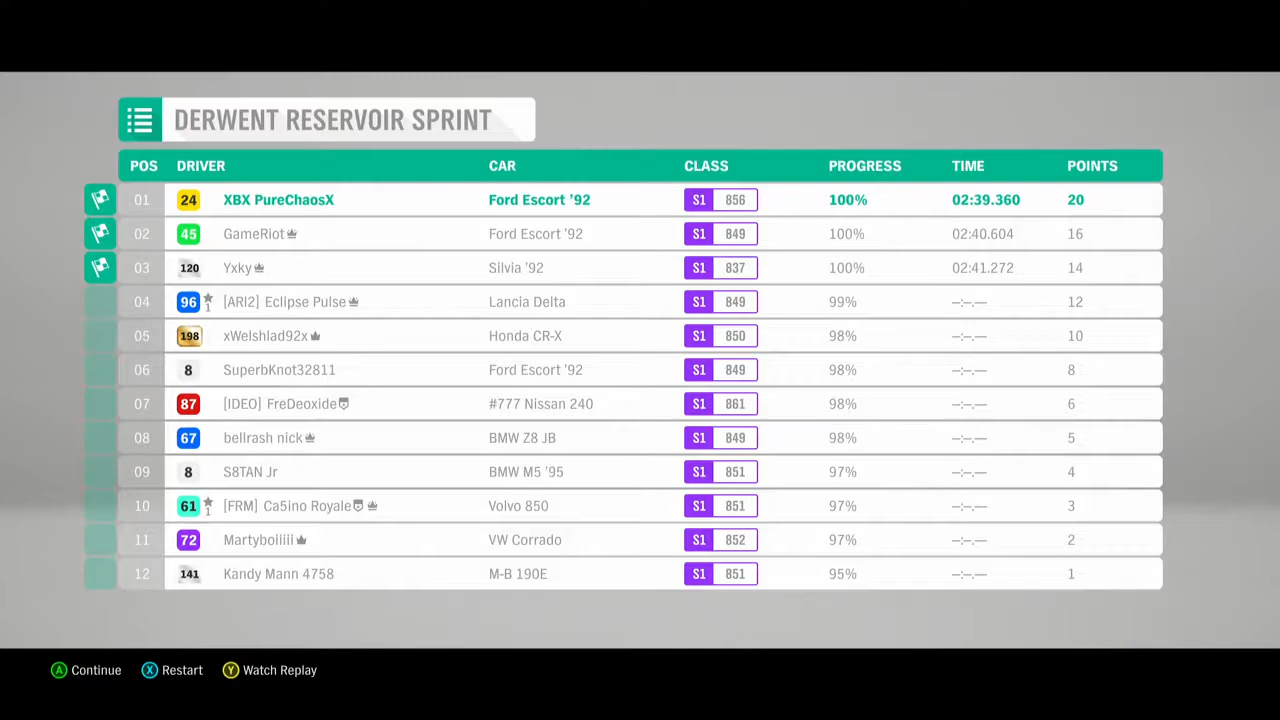 DERWENT RESERVOIR SPRINT
POS DRIVER CAR CLASS PROGRESS TIME POINTS
01 24 XBX PureChaosX Ford Escort '92 S1 856 100% 02:39.360 20
02 45 GameRiot Ford Escort '92 S1 849 100% 02:40.604 16
03 120 Yxky Silvia '92 S1 837 100% 02:41.272 14
04 96 1 [ARI2] Eclipse Pulse Lancia Delta S1 849 99% –:–.–– 12
05 198 xWelshlad92x Honda CR-X S1 850 98% –:–.–– 10
06 8 SuperbKnot32811 Ford Escort '92 S1 849 98% –:–.–– 8
07 87 [IDEO] FreDeoxide #777 Nissan 240 S1 861 98% –:–.–– 6
08 67 bellrash nick BMW Z8 JB S1 849 98% –:–.–– 5
09 8 S8TAN Jr BMW M5 '95 S1 851 97% –:–.–– 4
10 61 1 [FRM] Ca5ino Royale Volvo 850 S1 851 97% –:–.–– 3
11 72 Martyboiiiii VW Corrado S1 852 97% –:–.–– 2
12 141 Kandy Mann 4758 M-B 190E S1 851 95% –:–.–– 1
A Continue X Restart Y Watch Replay